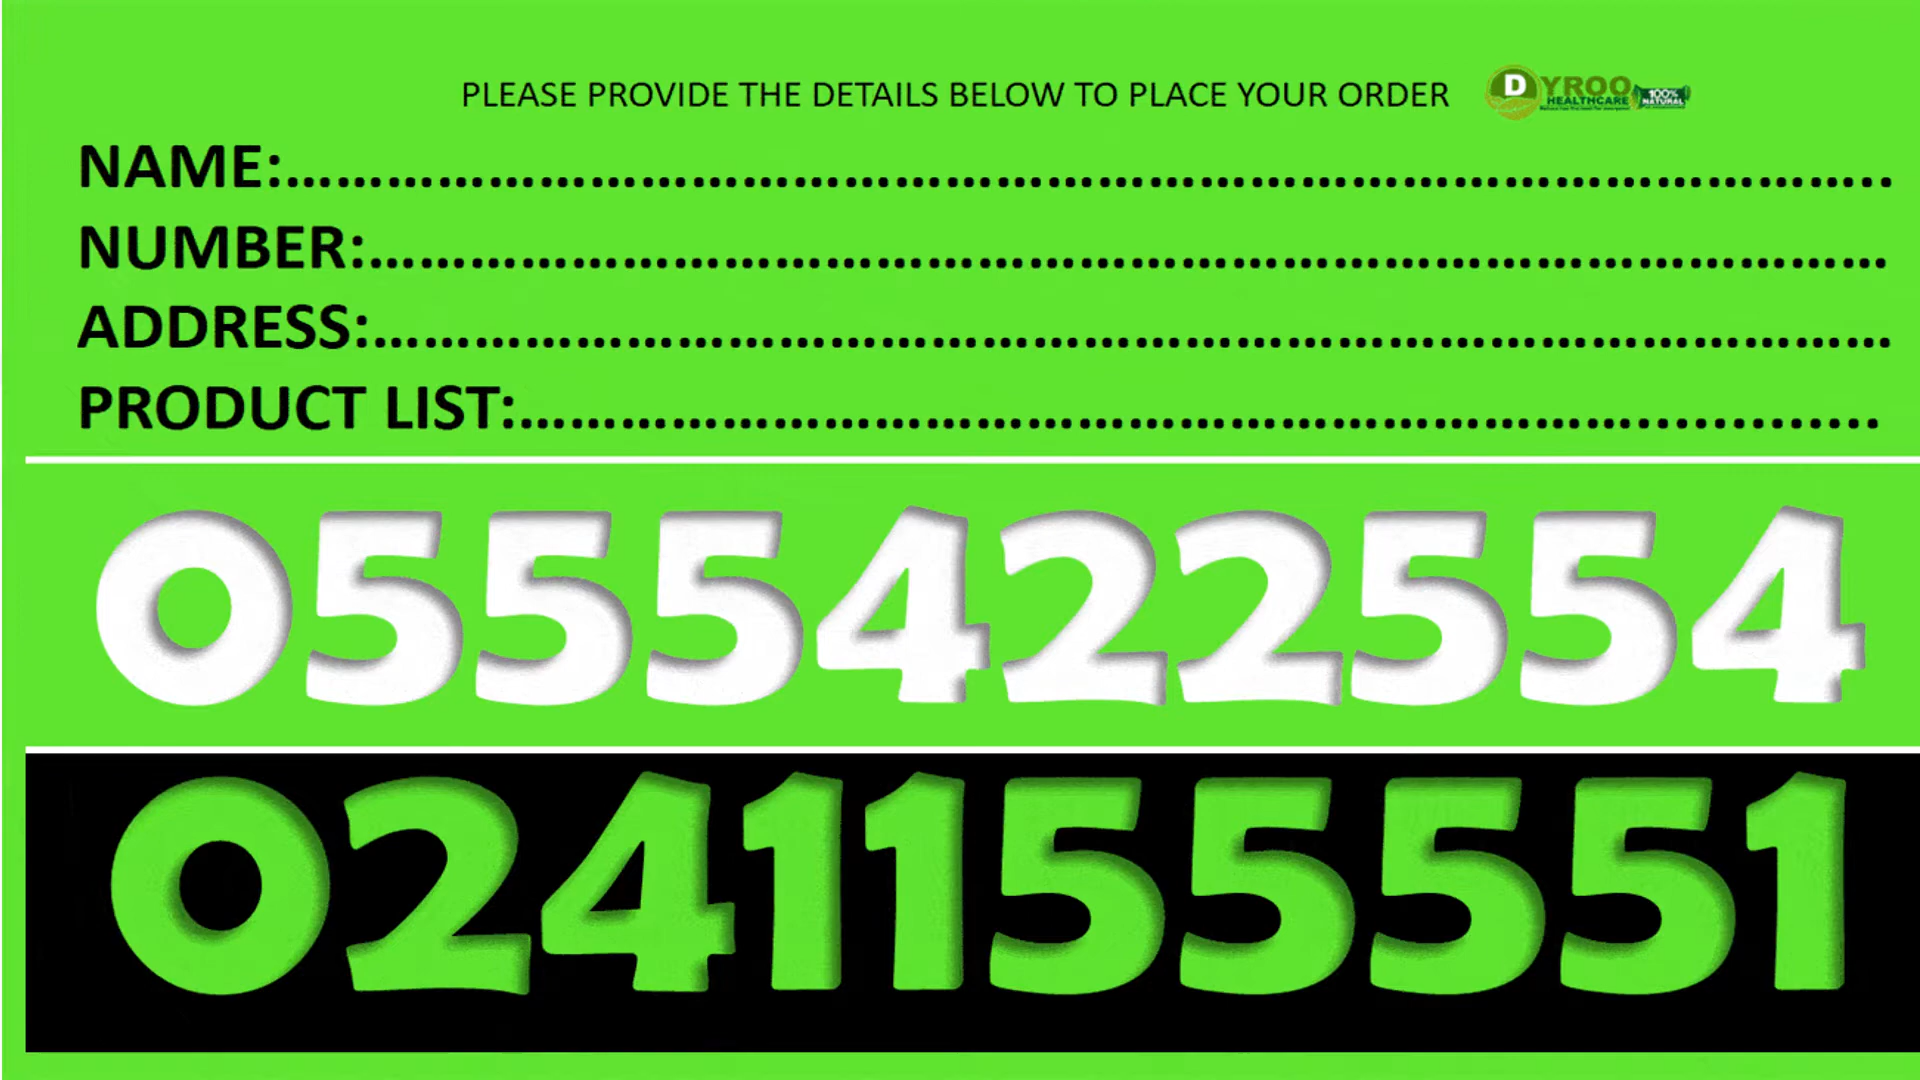 PLEASE PROVIDE THE DETAILS BELOW TO PLACE YOUR ORDER
DYROO
HEALTHCARE
100%
NATURAL
NAME:................................................................
NUMBER:................................................................
ADDRESS:................................................................
PRODUCT LIST:................................................................
0555422554
0241155551